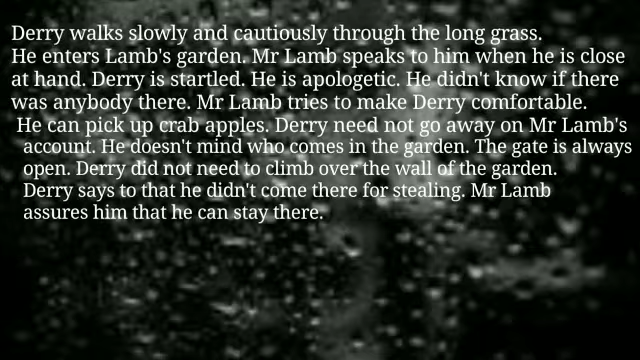 Derry walks slowly and cautiously through the long grass.
He enters Lamb's garden. Mr Lamb speaks to him when he is close
at hand. Derry is startled. He is apologetic. He didn't know if there
was anybody there. Mr Lamb tries to make Derry comfortable.
He can pick up crab apples. Derry need not go away on Mr Lamb's
account. He doesn't mind who comes in the garden. The gate is always
open. Derry did not need to climb over the wall of the garden.
Derry says to that he didn't come there for stealing. Mr Lamb
assures him that he can stay there.